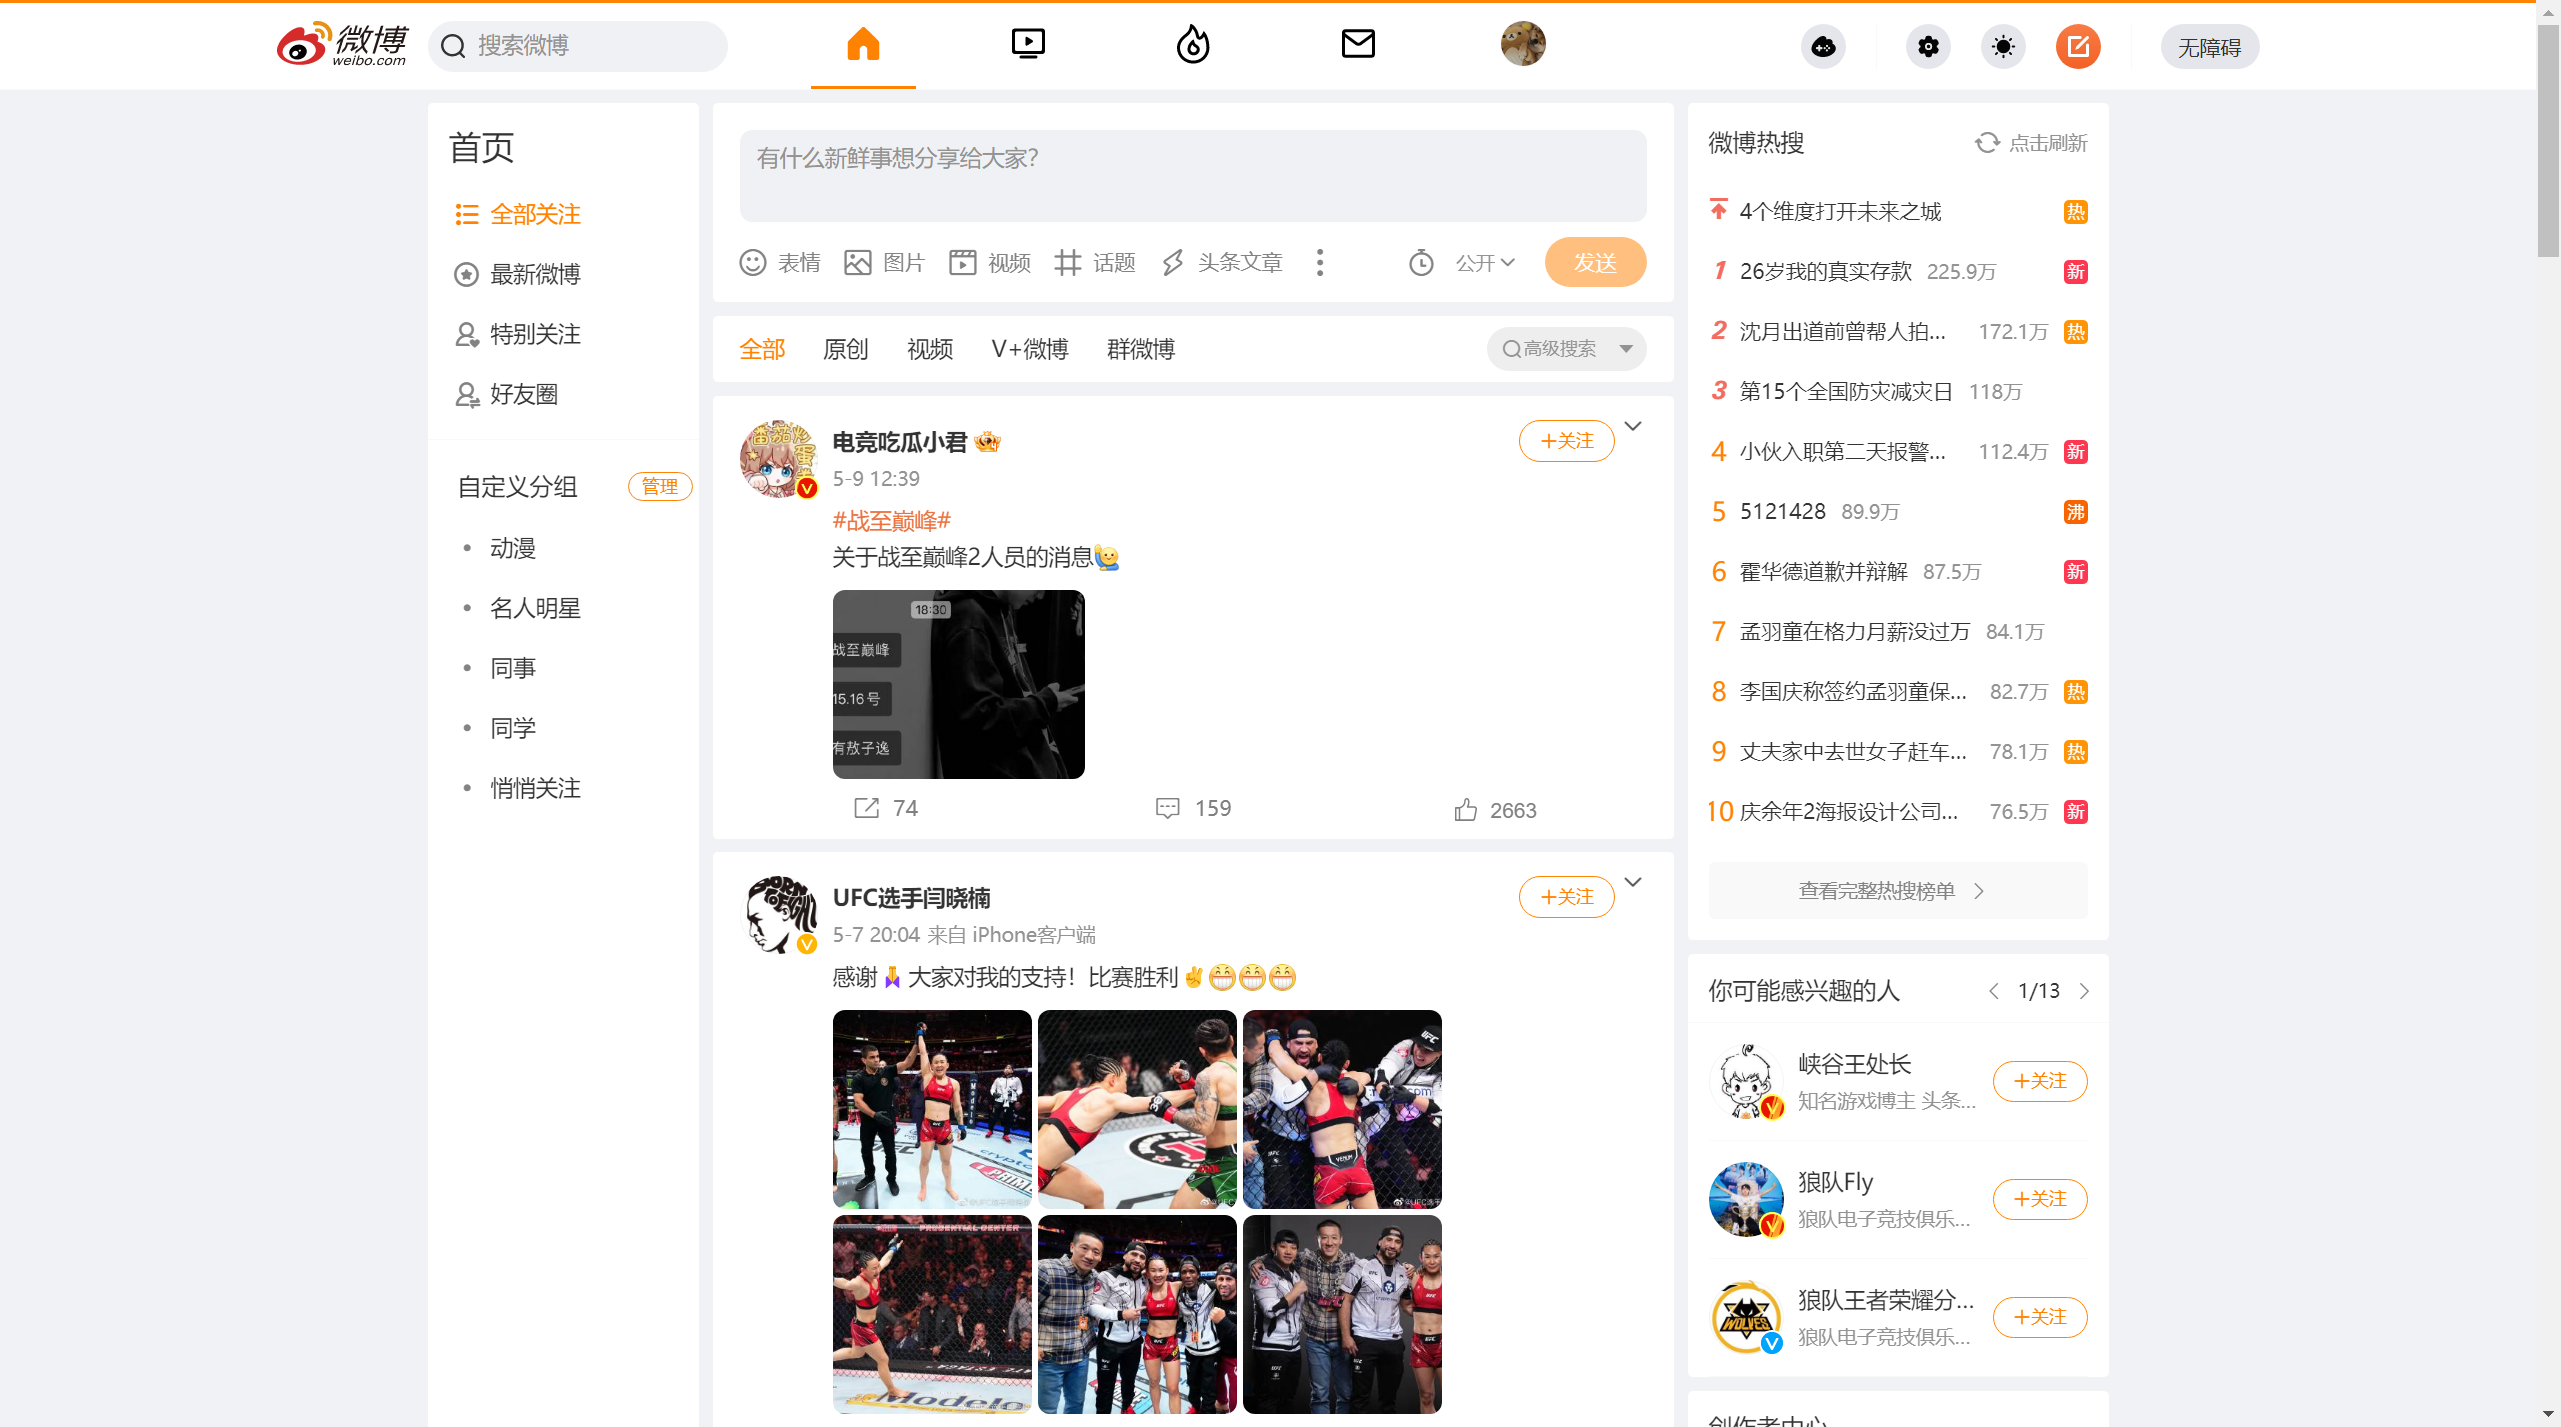 微博
weibo.com
搜索微博
无障碍
首页
全部关注
最新微博
特别关注
好友圈
自定义分组
管理
动漫
名人明星
同事
同学
悄悄关注
有什么新鲜事想分享给大家？
表情
图片
视频
话题
头条文章
公开
发送
全部
原创
视频
V+微博
群微博
高级搜索
番茄炒蛋
电竞吃瓜小君
+关注
5-9 12:39
#战至巅峰#
关于战至巅峰2人员的消息
18:30
战至巅峰
15.16号
有敖子逸
74
159
2663
UFC选手闫晓楠
+关注
5-7 20:04 来自 iPhone客户端
感谢大家对我的支持！比赛胜利
PRUDENTIAL CENTER
Modelo
VENUM
微博热搜
点击刷新
4个维度打开未来之城 热
1 26岁我的真实存款 225.9万 新
2 沈月出道前曾帮人拍... 172.1万 热
3 第15个全国防灾减灾日 118万
4 小伙入职第二天报警... 112.4万 新
5 5121428 89.9万 沸
6 霍华德道歉并辩解 87.5万 新
7 孟羽童在格力月薪没过万 84.1万
8 李国庆称签约孟羽童保... 82.7万 热
9 丈夫家中去世女子赶车... 78.1万 热
10 庆余年2海报设计公司... 76.5万 新
查看完整热搜榜单
你可能感兴趣的人
1/13
峡谷王处长
知名游戏博主 头条...
+关注
狼队Fly
狼队电子竞技俱乐...
+关注
WOLVES
狼队王者荣耀分...
狼队电子竞技俱乐...
+关注
创作者中心